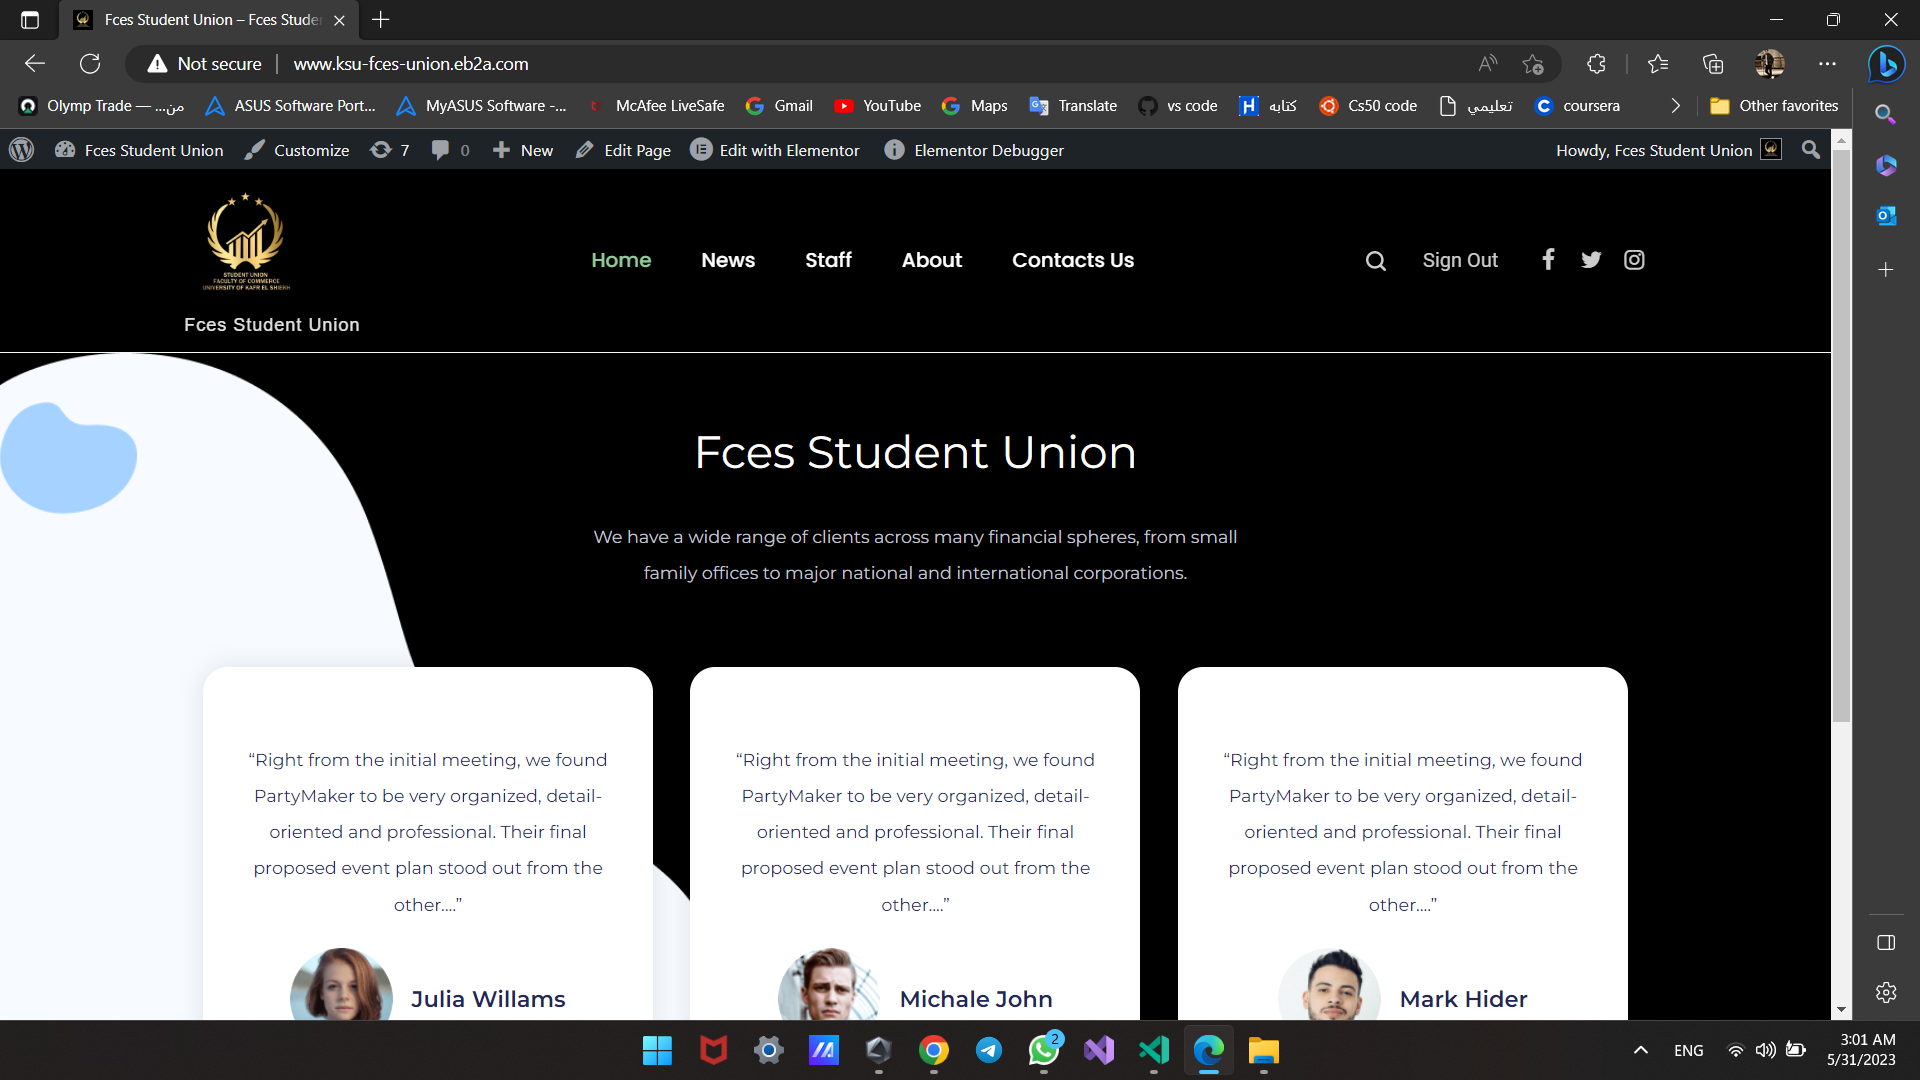 Fces Student Union – Fces Stude
Not secure
www.ksu-fces-union.eb2a.com
Olymp Trade — ...من
ASUS Software Port...
MyASUS Software -...
McAfee LiveSafe
Gmail
YouTube
Maps
Translate
vs code
كتابه
Cs50 code
تعليمي
coursera
Other favorites
Fces Student Union
Customize
7
0
New
Edit Page
Edit with Elementor
Elementor Debugger
Howdy, Fces Student Union
STUDENT UNION
FACULTY OF COMMERCE
UNIVERSITY OF KAFR EL SHIEKH
Fces Student Union
Home
News
Staff
About
Contacts Us
Sign Out
Fces Student Union
We have a wide range of clients across many financial spheres, from small
family offices to major national and international corporations.
“Right from the initial meeting, we found
PartyMaker to be very organized, detail-
oriented and professional. Their final
proposed event plan stood out from the
other....”
Julia Willams
“Right from the initial meeting, we found
PartyMaker to be very organized, detail-
oriented and professional. Their final
proposed event plan stood out from the
other....”
Michale John
“Right from the initial meeting, we found
PartyMaker to be very organized, detail-
oriented and professional. Their final
proposed event plan stood out from the
other....”
Mark Hider
2
ENG
3:01 AM
5/31/2023